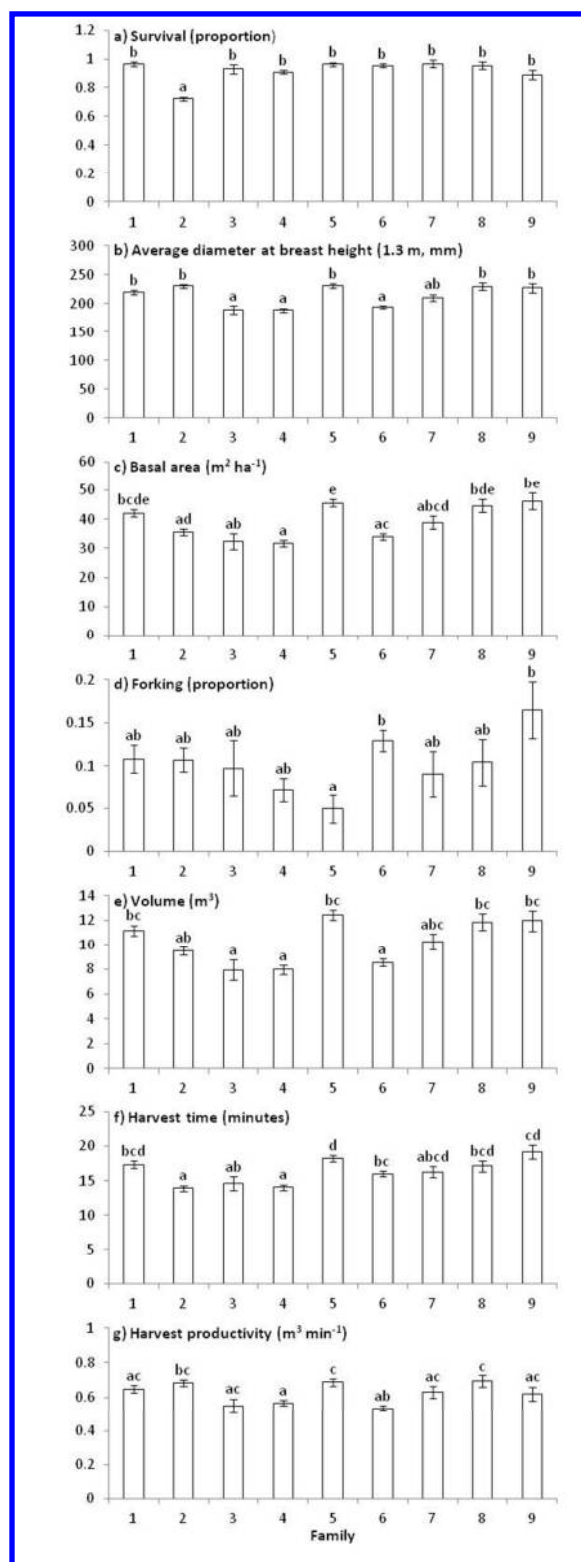 a) Survival (proportion)
1.2
1
0.8
0.6
0.4
0.2
0
b a b b b b b b b
1 2 3 4 5 6 7 8 9
b) Average diameter at breast height (1.3 m, mm)
300
250
200
150
100
50
0
b b a a b a ab b b
1 2 3 4 5 6 7 8 9
c) Basal area (m² ha⁻¹)
60
50
40
30
20
10
0
bcde ad ab a e ac abcd bde be
1 2 3 4 5 6 7 8 9
d) Forking (proportion)
0.2
0.15
0.1
0.05
0
ab ab ab ab a b ab ab b
1 2 3 4 5 6 7 8 9
e) Volume (m³)
14
12
10
8
6
4
2
0
bc ab a a bc a abc bc bc
1 2 3 4 5 6 7 8 9
f) Harvest time (minutes)
25
20
15
10
5
0
bcd a ab a d bc abcd bcd cd
1 2 3 4 5 6 7 8 9
g) Harvest productivity (m³ min⁻¹)
1
0.8
0.6
0.4
0.2
0
ac bc ac a c ab ac c ac
1 2 3 4 5 6 7 8 9
Family